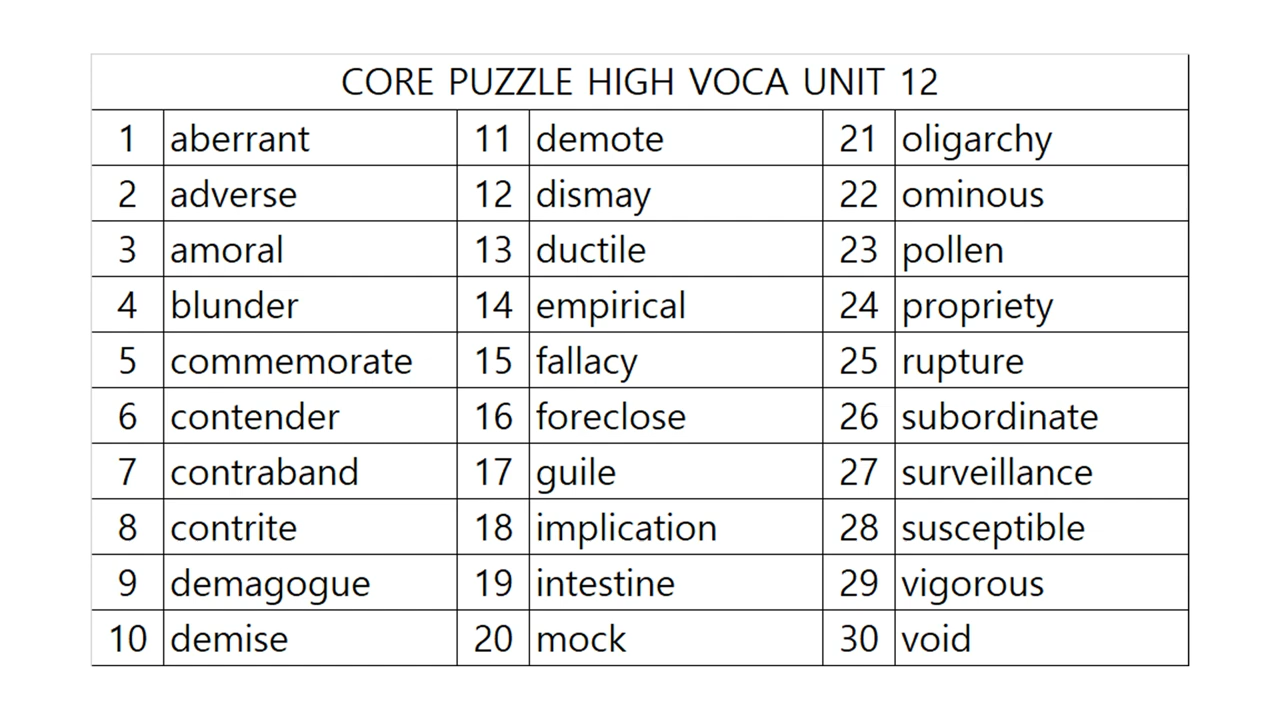 CORE PUZZLE HIGH VOCA UNIT 12
1 aberrant 11 demote 21 oligarchy
2 adverse 12 dismay 22 ominous
3 amoral 13 ductile 23 pollen
4 blunder 14 empirical 24 propriety
5 commemorate 15 fallacy 25 rupture
6 contender 16 foreclose 26 subordinate
7 contraband 17 guile 27 surveillance
8 contrite 18 implication 28 susceptible
9 demagogue 19 intestine 29 vigorous
10 demise 20 mock 30 void